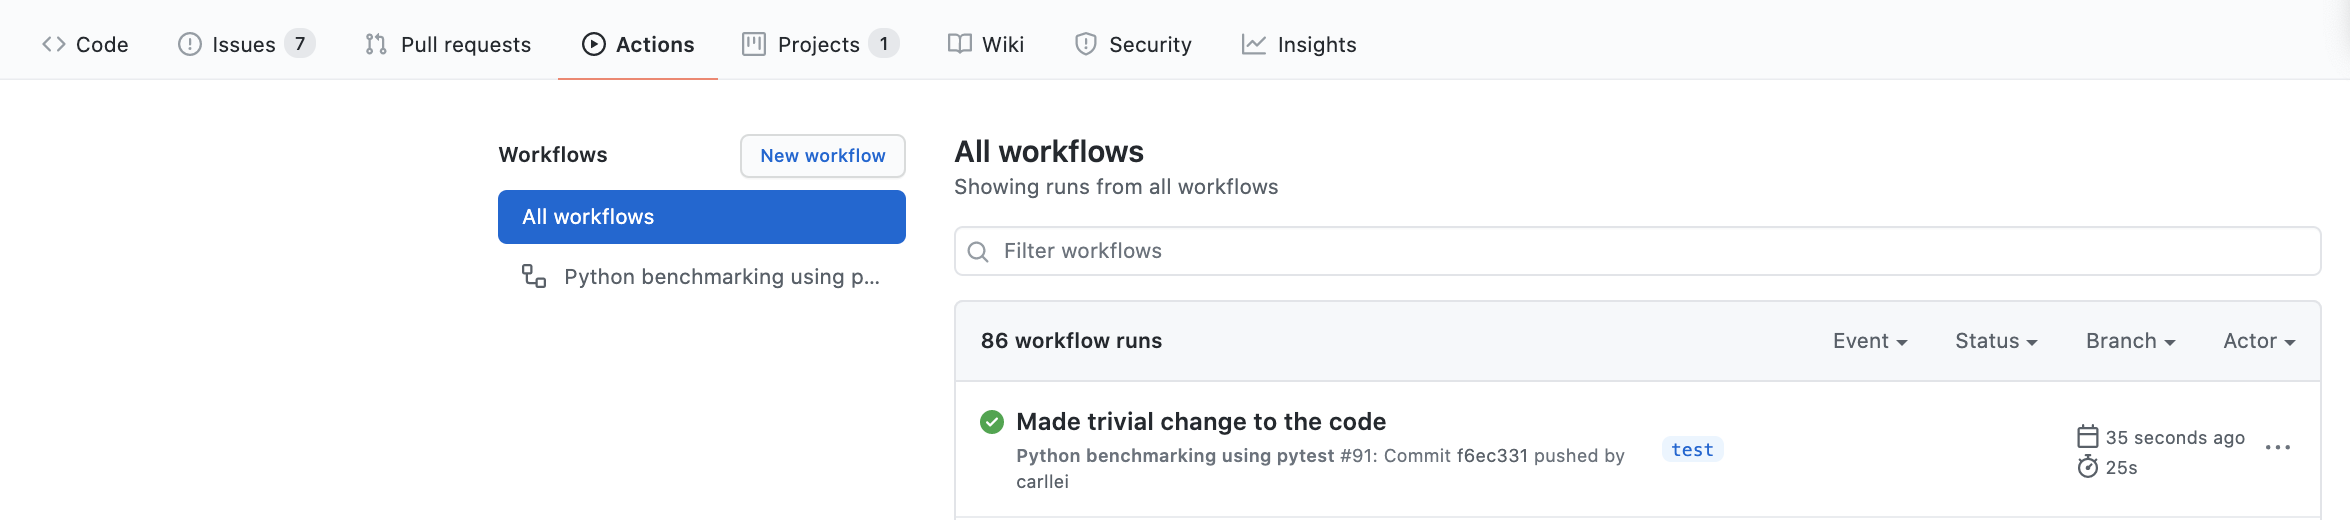 Code Issues 7 Pull requests Actions Projects 1 Wiki Security Insights
Workflows New workflow
All workflows
Python benchmarking using p...
All workflows
Showing runs from all workflows
Filter workflows
86 workflow runs Event Status Branch Actor
Made trivial change to the code
Python benchmarking using pytest #91: Commit f6ec331 pushed by
carllei
test
35 seconds ago
25s